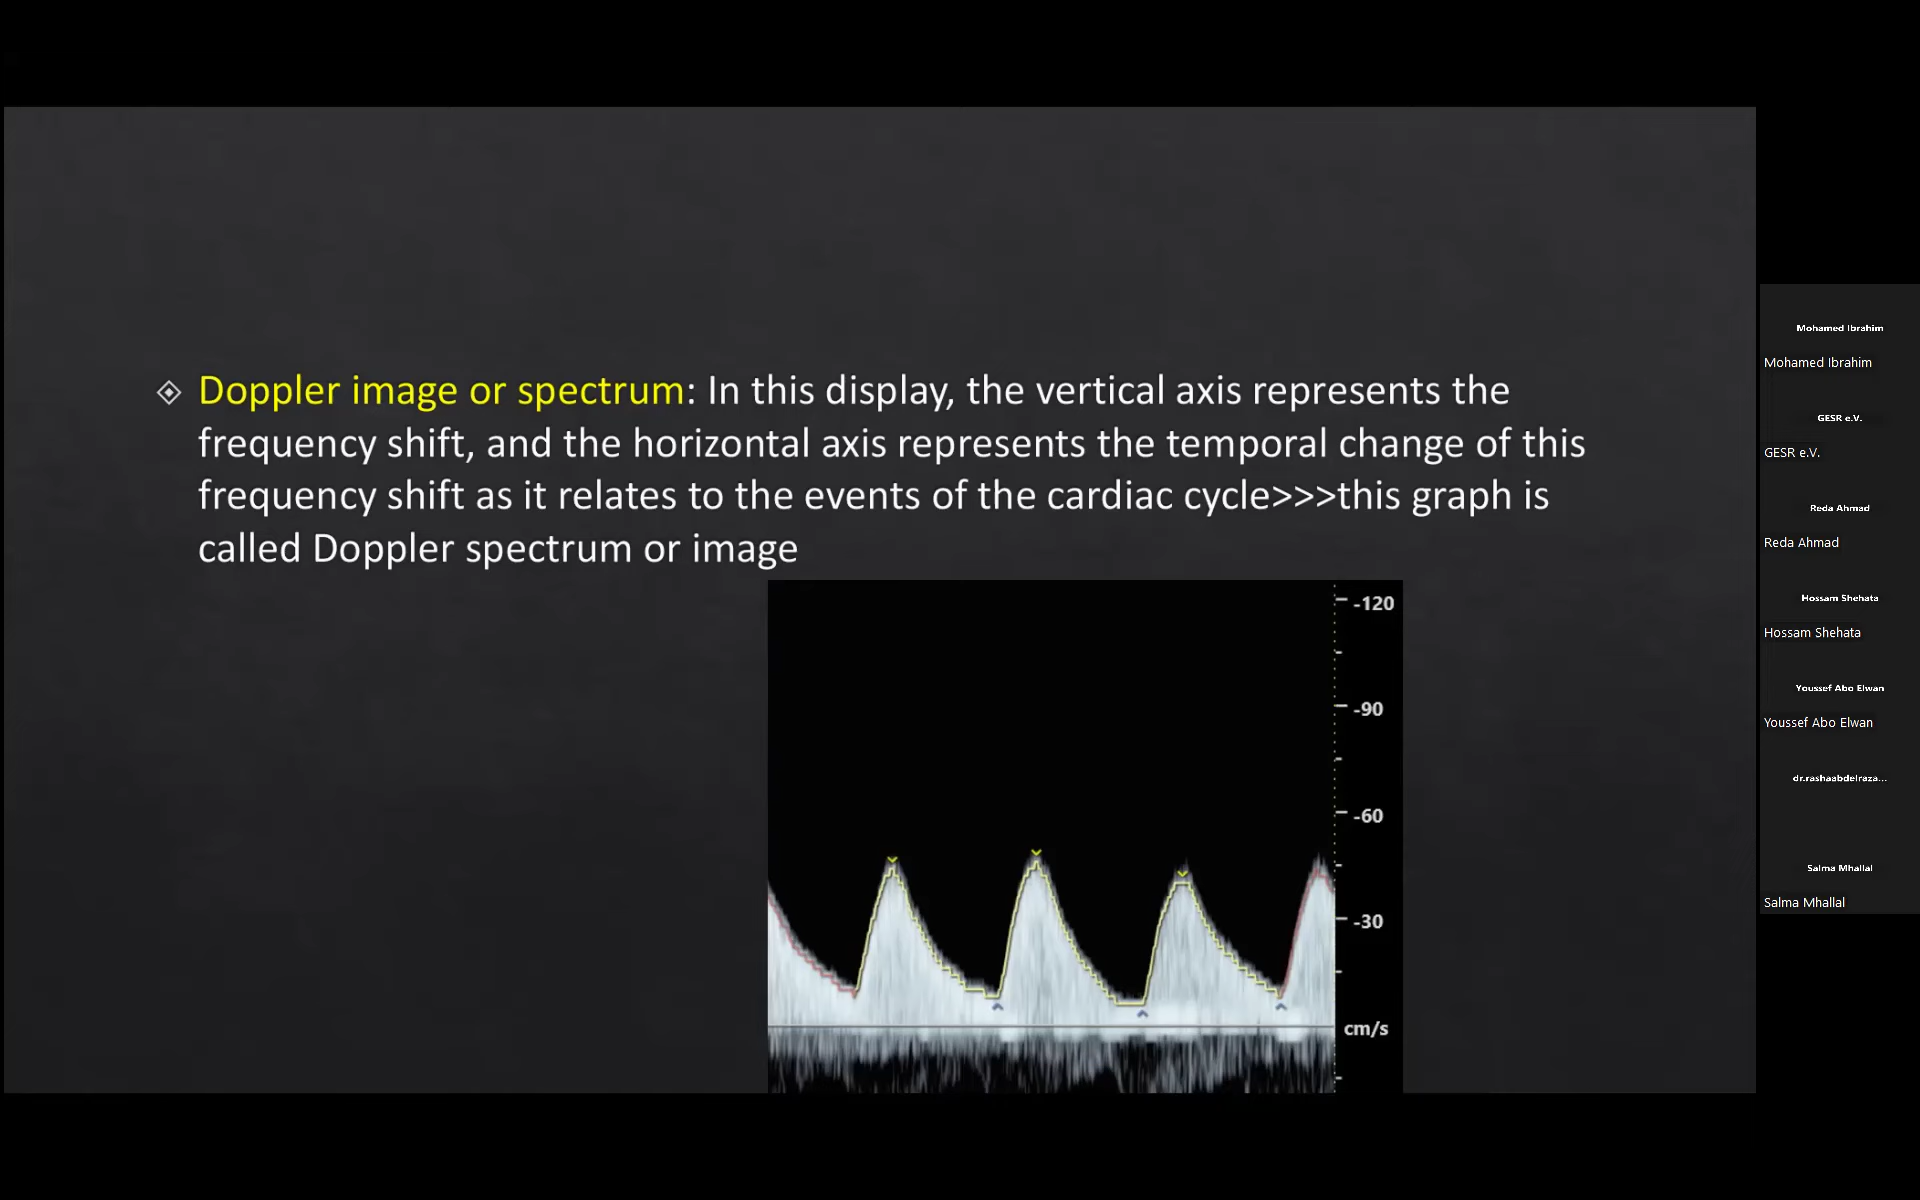 Doppler image or spectrum: In this display, the vertical axis represents the
frequency shift, and the horizontal axis represents the temporal change of this
frequency shift as it relates to the events of the cardiac cycle>>>this graph is
called Doppler spectrum or image
-120
-90
-60
-30
cm/s
Mohamed Ibrahim
Mohamed Ibrahim
GESR e.V.
GESR e.V.
Reda Ahmad
Reda Ahmad
Hossam Shehata
Hossam Shehata
Youssef Abo Elwan
Youssef Abo Elwan
dr.rashaabdelraza...
Salma Mhallal
Salma Mhallal